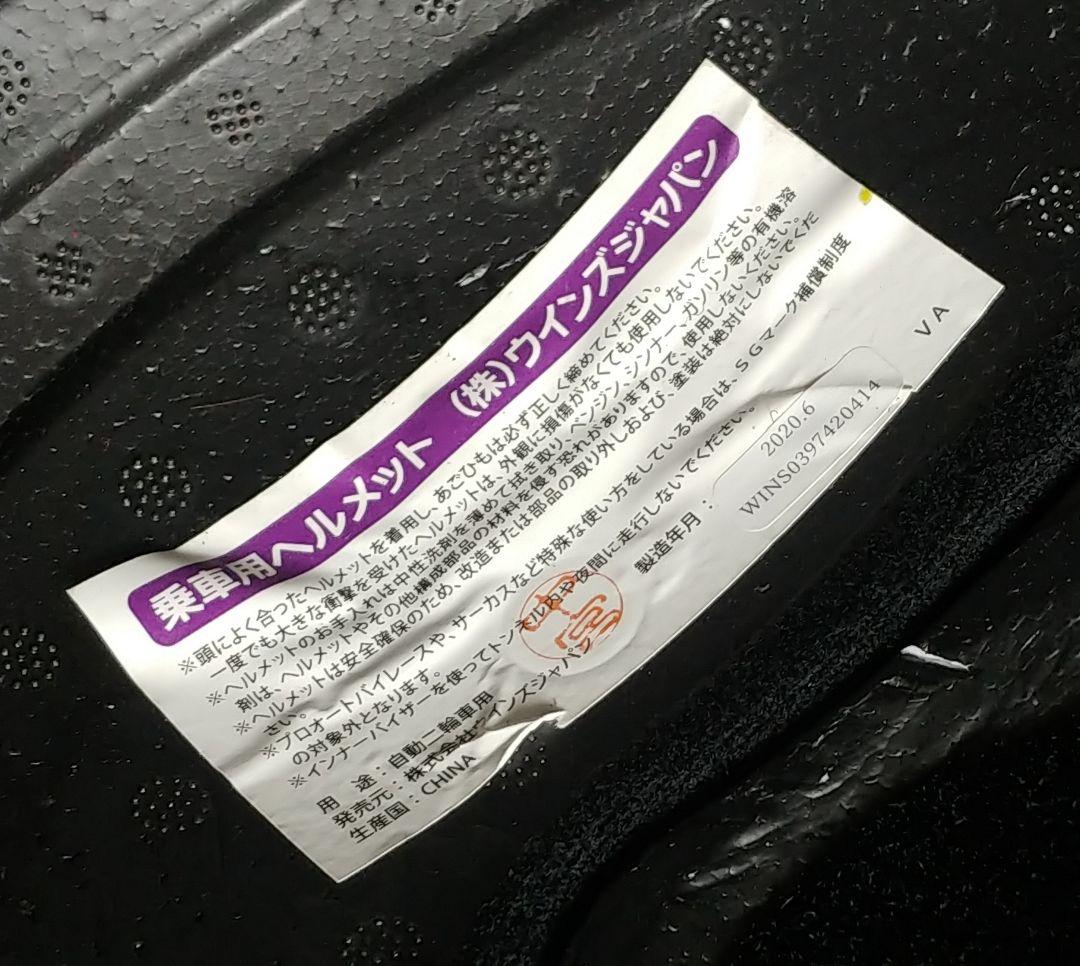 乗車用ヘルメット (株)ウインズジャパン
※頭によく合つたヘルメットを着用し、あごひもは必ず正しく締めてください。
一度でも大きな衝撃を受けたヘルメットは、外観に損傷がなくても使用しないでください。
※ヘルメットのお手入れは中性洗剤を薄めて拭き取り、ベンジン、シンナー、ガソリン等の有機溶
剤は、ヘルメットやその他構成部品の材料を侵す恐れがありますので、使用しないください。
※ヘルメットは安全確保のため、改造または部品の取り外しおよび、塗装は絶対にしないでくだ
さい。
※プロオートバイレースや、サーカスなど特殊な使い方をしている場合は、SGマーク補償制度
の対象外となります。
※インナーバイザーを使ってトンネル内や夜間に走行しないでください。
用 途：自動二輪車用
発売元：株式会社ウインズジャパン
生産国：CHINA
製造年月：
2020.6
WINS0397420414
VA